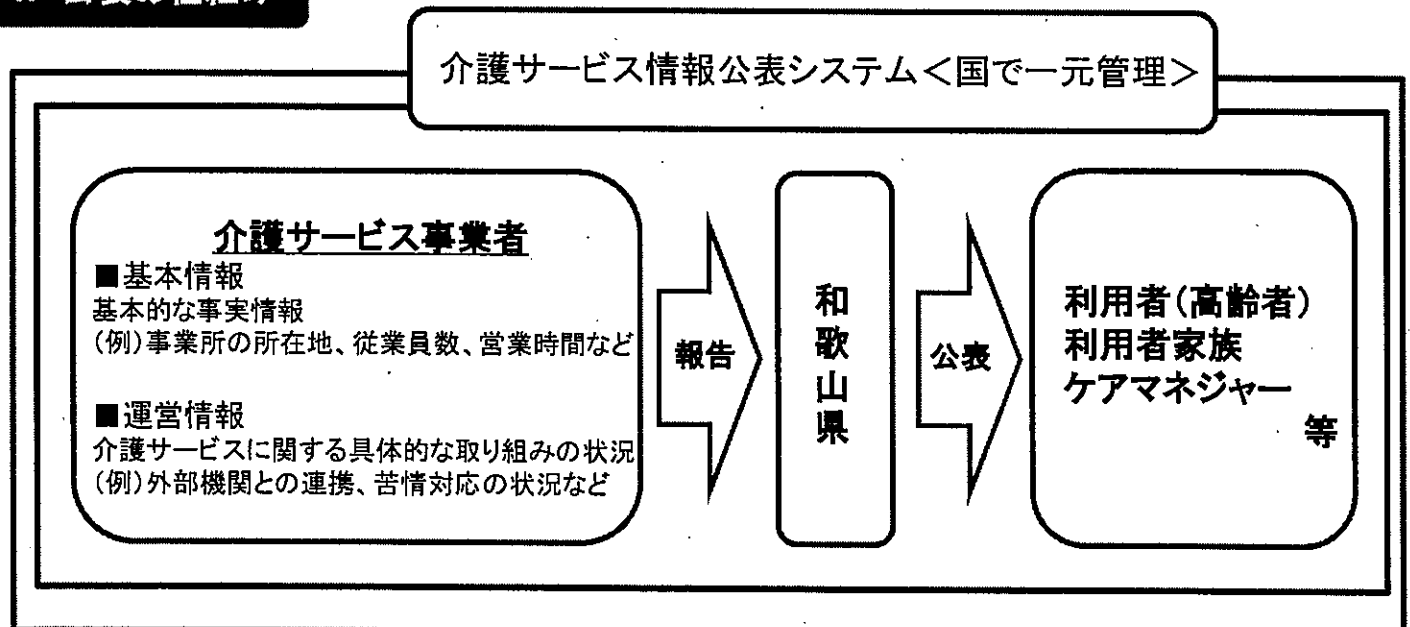 介護サービス情報公表システム<国で一元管理>
介護サービス事業者
■基本情報
基本的な事実情報
(例)事業所の所在地、従業員数、営業時間など
■運営情報
介護サービスに関する具体的な取り組みの状況
(例)外部機関との連携、苦情対応の状況など
報告
和歌山県
公表
利用者(高齢者)
利用者家族
ケアマネジャー
等